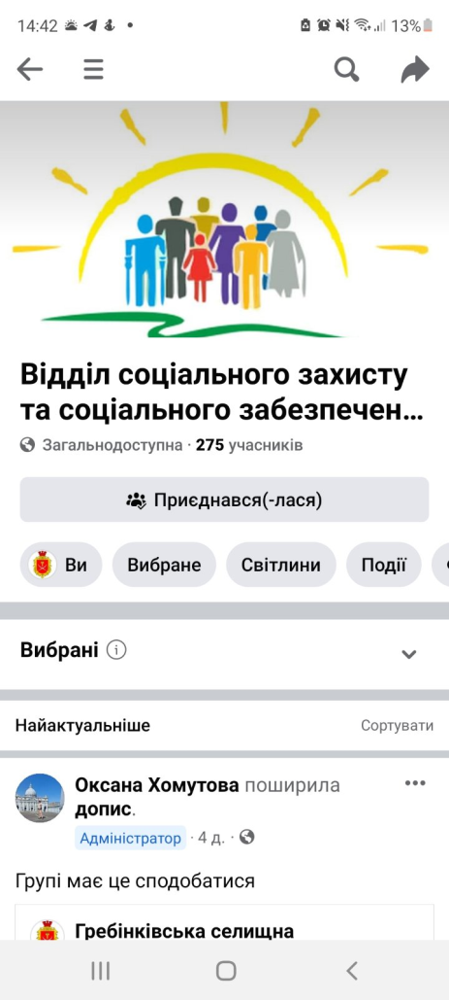 14:42 13%
Відділ соціального захисту
та соціального забезпечен...
Загальнодоступна · 275 учасників
Приєднався(-лася)
Ви Вибране Світлини Події
Вибрані
Найактуальніше Сортувати
Оксана Хомутова поширила
допис.
Адміністратор · 4 д. ·
Групі має це сподобатися
Гребінківська селищна